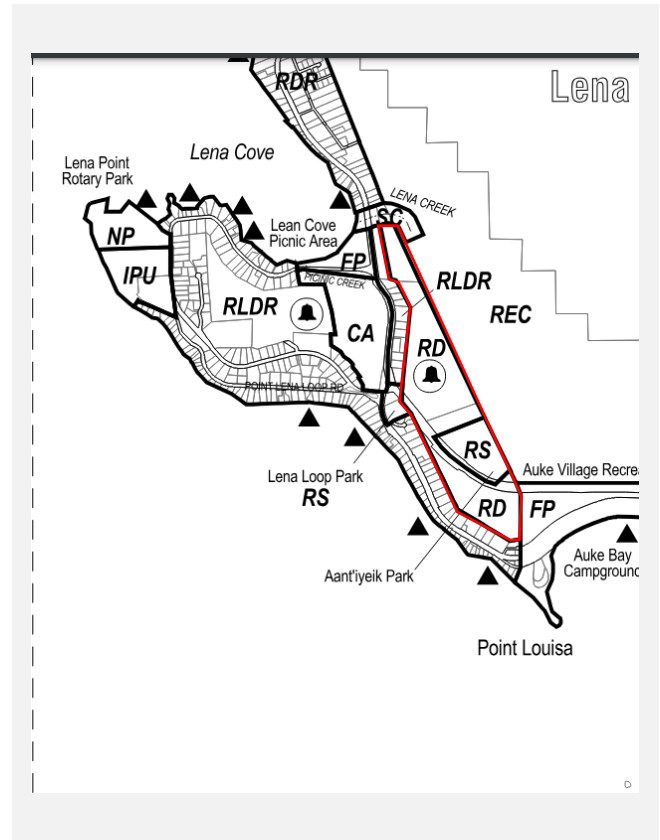 RDR
Lena
Lena Cove
Lena Point
Rotary Park
LENA CREEK
SC
Lean Cove
Picnic Area
NP
FP
IPU
PICINIC CREEK
RLDR
RLDR
REC
CA
RD
POINT LENA LOOP RD
RS
Auke Village Recrea
Lena Loop Park
RS
RD
FP
Auke Bay
Campground
Aant'iyeik Park
Point Louisa